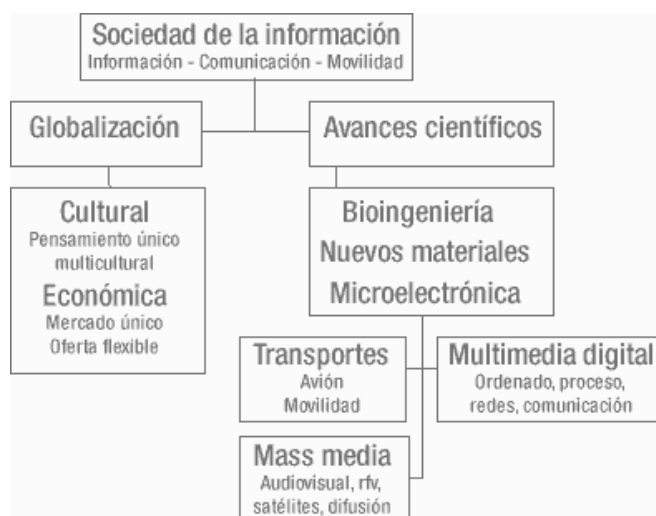 Sociedad de la información
Información - Comunicación - Movilidad
Globalización
Avances científicos
Cultural
Pensamiento único
multicultural
Económica
Mercado único
Oferta flexible
Bioingeniería
Nuevos materiales
Microelectrónica
Transportes
Avión
Movilidad
Multimedia digital
Ordenado, proceso,
redes, comunicación
Mass media
Audiovisual, rfv,
satélites, difusión